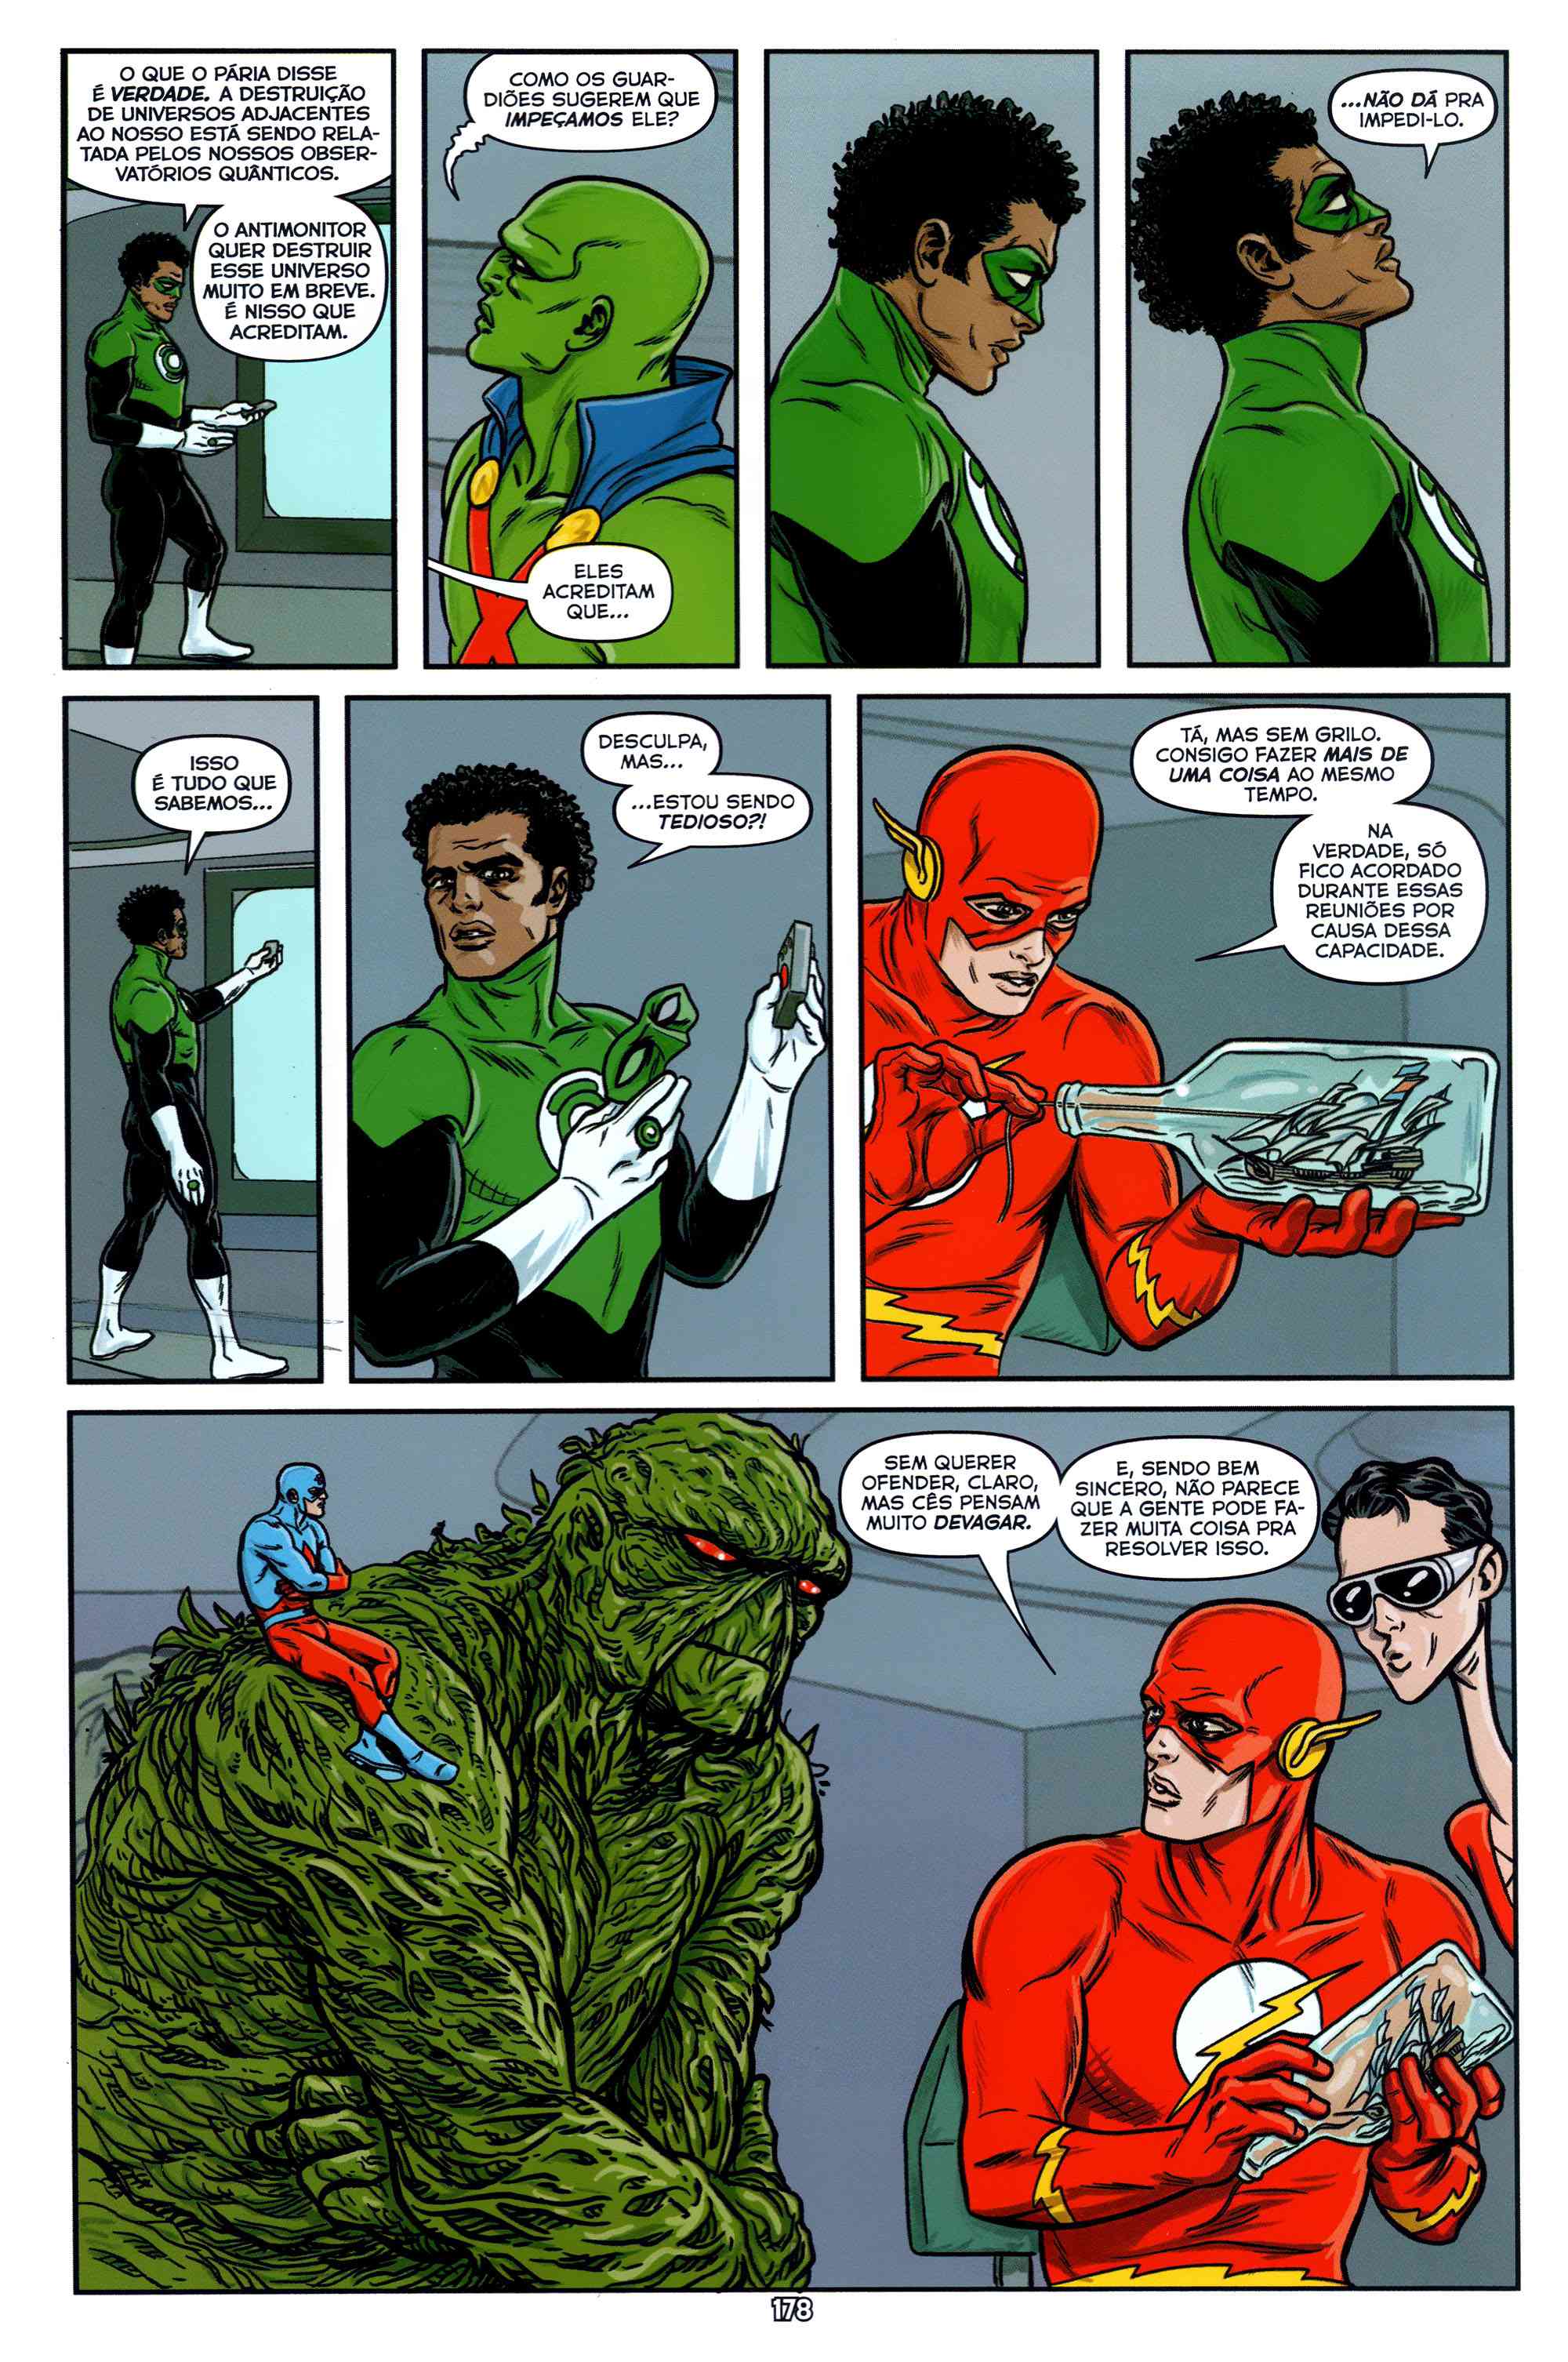 O QUE O PÁRIA DISSE
É VERDADE. A DESTRUIÇÃO
DE UNIVERSOS ADJACENTES
AO NOSSO ESTÁ SENDO RELA-
TADA PELOS NOSSOS OBSER-
VATÓRIOS QUÂNTICOS.
O ANTIMONITOR
QUER DESTRUIR
ESSE UNIVERSO
MUITO EM BREVE.
É NISSO QUE
ACREDITAM.
COMO OS GUAR-
DIÕES SUGEREM QUE
IMPEÇAMOS ELE?
ELES
ACREDITAM
QUE...
...NÃO DÁ PRA
IMPEDI-LO.
ISSO
É TUDO QUE
SABEMOS...
DESCULPA,
MAS...
...ESTOU SENDO
TEDIOSO?!
TÁ, MAS SEM GRILO.
CONSIGO FAZER MAIS DE
UMA COISA AO MESMO
TEMPO.
NA
VERDADE, SÓ
FICO ACORDADO
DURANTE ESSAS
REUNIÕES POR
CAUSA DESSA
CAPACIDADE.
SEM QUERER
OFENDER, CLARO,
MAS CÊS PENSAM
MUITO DEVAGAR.
E, SENDO BEM
SINCERO, NÃO PARECE
QUE A GENTE PODE FA-
ZER MUITA COISA PRA
RESOLVER ISSO.
178